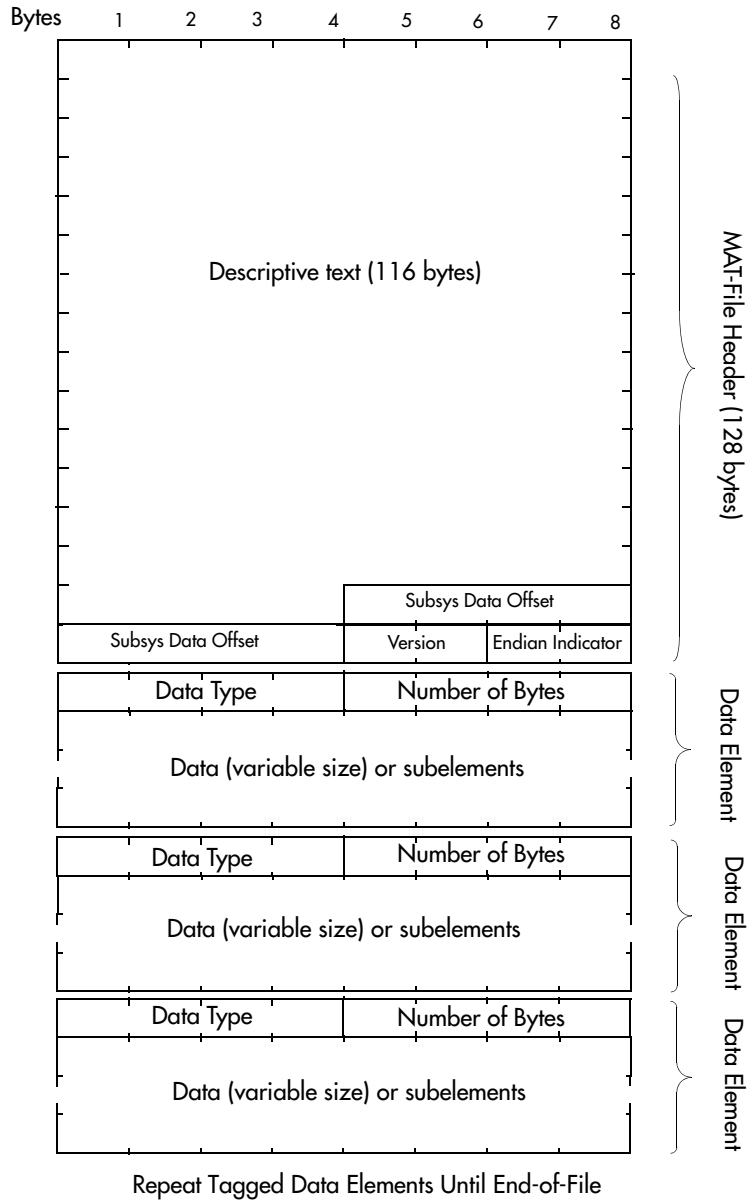 Bytes 1 2 3 4 5 6 7 8
Descriptive text (116 bytes)
MAT-File Header (128 bytes)
Subsys Data Offset
Subsys Data Offset Version Endian Indicator
Data Type Number of Bytes
Data (variable size) or subelements
Data Element
Data Type Number of Bytes
Data (variable size) or subelements
Data Element
Data Type Number of Bytes
Data (variable size) or subelements
Data Element
Repeat Tagged Data Elements Until End-of-File